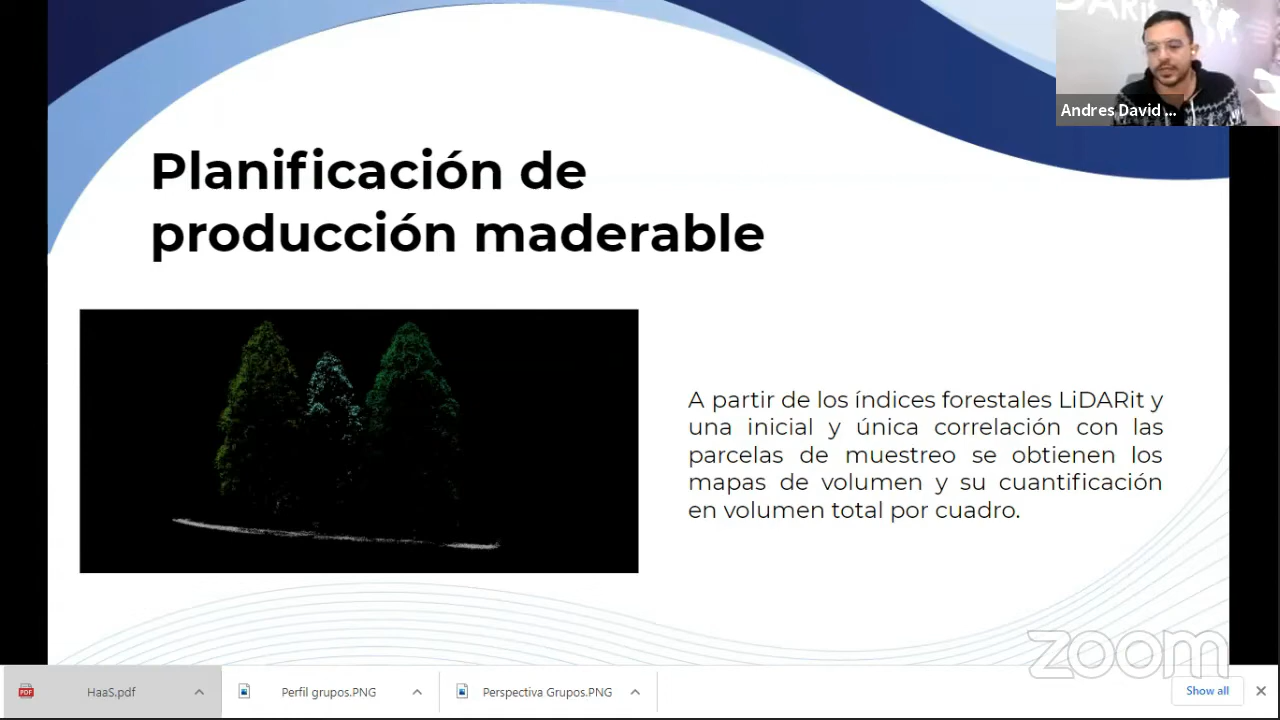 Andres David ...
Planificación de
producción maderable
A partir de los índices forestales LiDARit y
una inicial y única correlación con las
parcelas de muestreo se obtienen los
mapas de volumen y su cuantificación
en volumen total por cuadro.
zoom
PDF
HaaS.pdf
Perfil grupos.PNG
Perspectiva Grupos.PNG
Show all